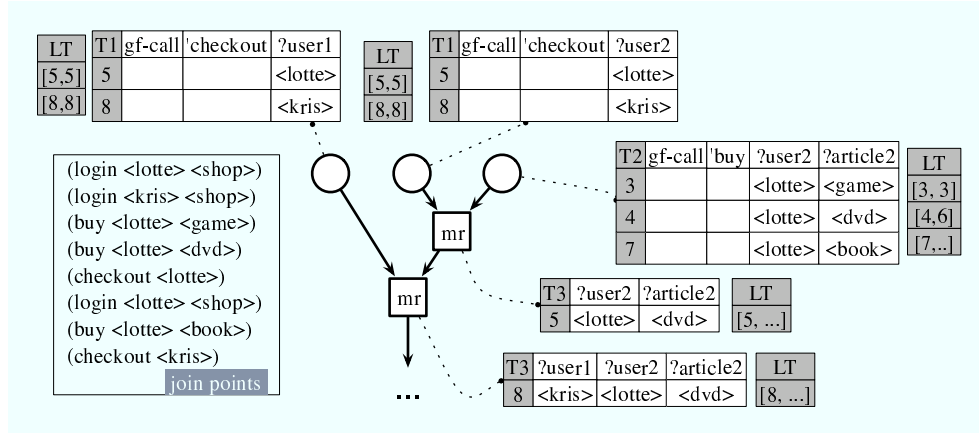 LT
[5,5]
[8,8]
T1 gf-call 'checkout ?user1
5 <lotte>
8 <kris>
LT
[5,5]
[8,8]
T1 gf-call 'checkout ?user2
5 <lotte>
8 <kris>
T2 gf-call 'buy ?user2 ?article2
3 <lotte> <game>
4 <lotte> <dvd>
7 <lotte> <book>
LT
[3, 3]
[4,6]
[7,..]
(login <lotte> <shop>)
(login <kris> <shop>)
(buy <lotte> <game>)
(buy <lotte> <dvd>)
(checkout <lotte>)
(login <lotte> <shop>)
(buy <lotte> <book>)
(checkout <kris>)
join points
mr
mr
...
T3 ?user2 ?article2
5 <lotte> <dvd>
LT
[5, ...]
T3 ?user1 ?user2 ?article2
8 <kris> <lotte> <dvd>
LT
[8, ...]